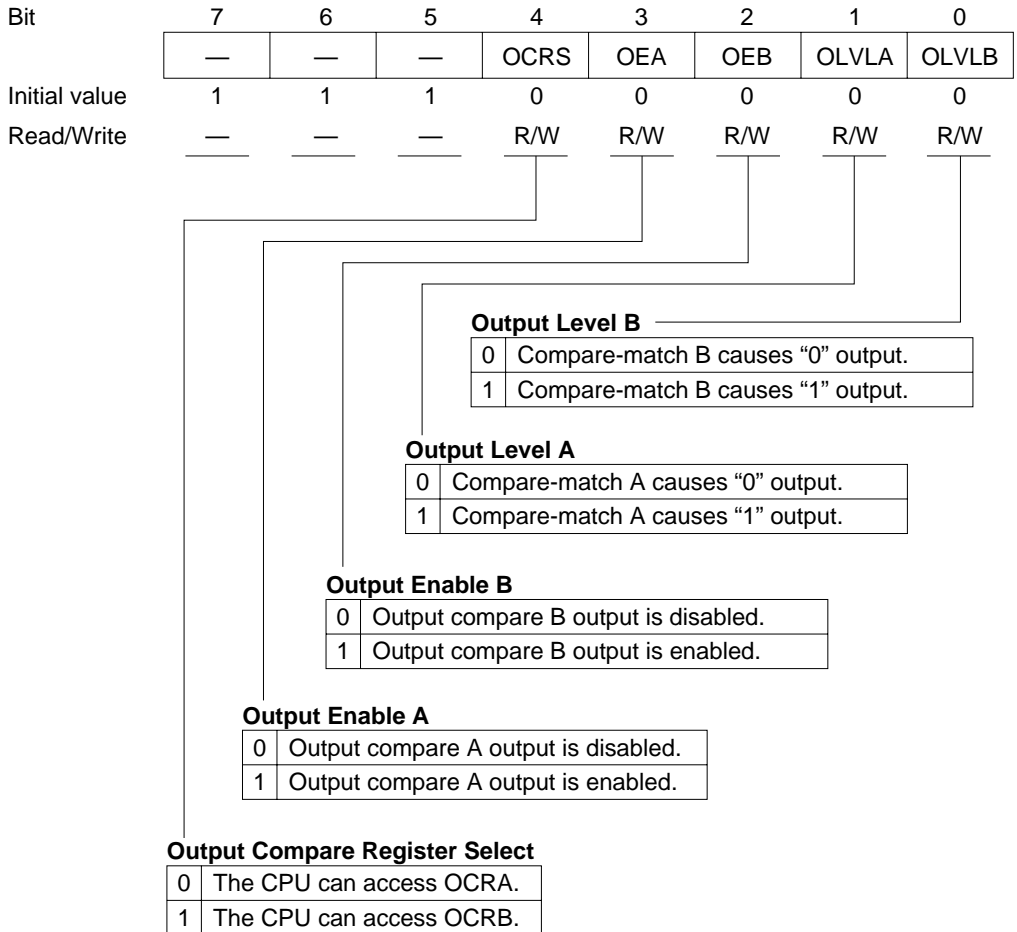 Bit 7 6 5 4 3 2 1 0
— — — OCRS OEA OEB OLVLA OLVLB
Initial value 1 1 1 0 0 0 0 0
Read/Write — — — R/W R/W R/W R/W R/W
Output Level B
0 Compare-match B causes “0” output.
1 Compare-match B causes “1” output.
Output Level A
0 Compare-match A causes “0” output.
1 Compare-match A causes “1” output.
Output Enable B
0 Output compare B output is disabled.
1 Output compare B output is enabled.
Output Enable A
0 Output compare A output is disabled.
1 Output compare A output is enabled.
Output Compare Register Select
0 The CPU can access OCRA.
1 The CPU can access OCRB.